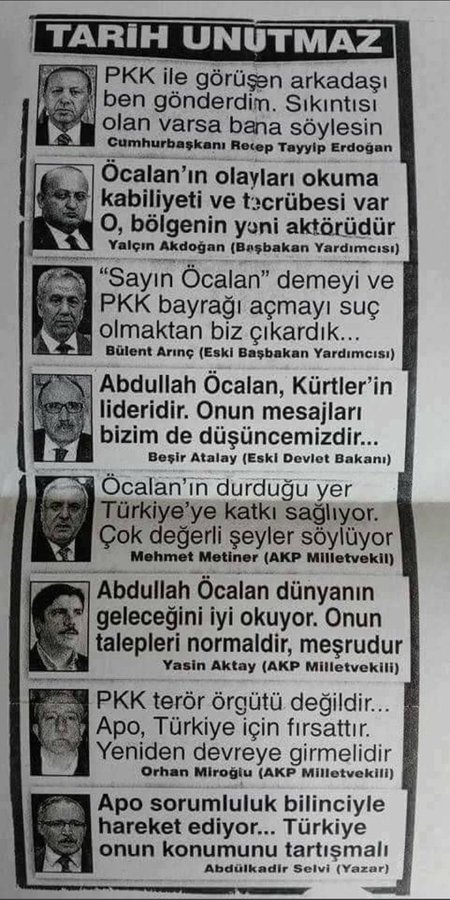 TARİH UNUTMAZ
PKK ile görüşen arkadaşı
ben gönderdim. Sıkıntısı
olan varsa bana söylesin
Cumhurbaşkanı Recep Tayyip Erdoğan
Öcalan'ın olayları okuma
kabiliyeti ve tecrübesi var
O, bölgenin yeni aktörüdür
Yalçın Akdoğan (Başbakan Yardımcısı)
“Sayın Öcalan” demeyi ve
PKK bayrağı açmayı suç
olmaktan biz çıkardık...
Bülent Arınç (Eski Başbakan Yardımcısı)
Abdullah Öcalan, Kürtler'in
lideridir. Onun mesajları
bizim de düşüncemizdir...
Beşir Atalay (Eski Devlet Bakanı)
Öcalan'ın durduğu yer
Türkiye'ye katkı sağlıyor.
Çok değerli şeyler söylüyor
Mehmet Metiner (AKP Milletvekil)
Abdullah Öcalan dünyanın
geleceğini iyi okuyor. Onun
talepleri normaldir, meşrudur
Yasin Aktay (AKP Milletvekili)
PKK terör örgütü değildir...
Apo, Türkiye için fırsattır.
Yeniden devreye girmelidir
Orhan Miroğlu (AKP Milletvekili)
Apo sorumluluk bilinciyle
hareket ediyor... Türkiye
onun konumunu tartışmalı
Abdülkadir Selvi (Yazar)